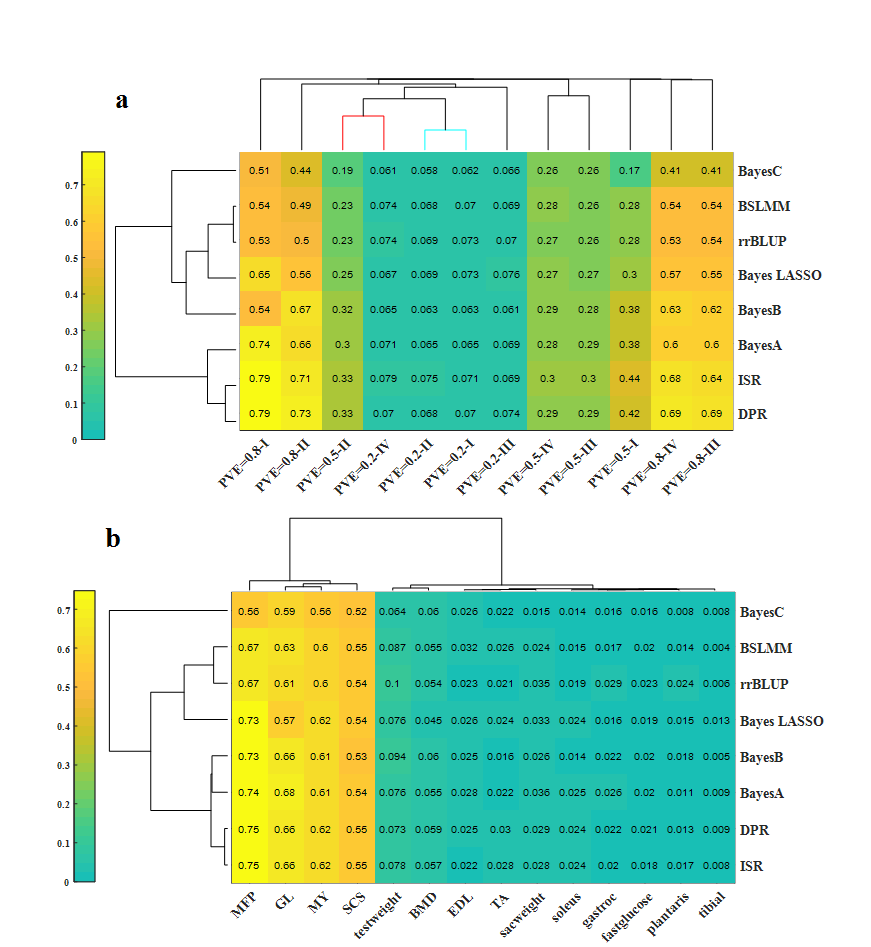 a
0.7
0.6
0.5
0.4
0.3
0.2
0.1
0
0.51 0.44 0.19 0.061 0.058 0.062 0.066 0.26 0.26 0.17 0.41 0.41 BayesC
0.54 0.49 0.23 0.074 0.068 0.07 0.069 0.28 0.26 0.28 0.54 0.54 BSLMM
0.53 0.5 0.23 0.074 0.069 0.073 0.07 0.27 0.26 0.28 0.53 0.54 rrBLUP
0.65 0.56 0.25 0.067 0.069 0.073 0.076 0.27 0.27 0.3 0.57 0.55 Bayes LASSO
0.54 0.67 0.32 0.065 0.063 0.063 0.061 0.29 0.28 0.38 0.63 0.62 BayesB
0.74 0.66 0.3 0.071 0.065 0.065 0.069 0.28 0.29 0.38 0.6 0.6 BayesA
0.79 0.71 0.33 0.079 0.075 0.071 0.069 0.3 0.3 0.44 0.68 0.64 ISR
0.79 0.73 0.33 0.07 0.068 0.07 0.074 0.29 0.29 0.42 0.69 0.69 DPR
PVE=0.8-I PVE=0.8-II PVE=0.5-II PVE=0.2-IV PVE=0.2-II PVE=0.2-I PVE=0.2-III PVE=0.5-IV PVE=0.5-III PVE=0.5-I PVE=0.8-IV PVE=0.8-III
b
0.7
0.6
0.5
0.4
0.3
0.2
0.1
0
0.56 0.59 0.56 0.52 0.064 0.06 0.026 0.022 0.015 0.014 0.016 0.016 0.008 0.008 BayesC
0.67 0.63 0.6 0.55 0.087 0.055 0.032 0.026 0.024 0.015 0.017 0.02 0.014 0.004 BSLMM
0.67 0.61 0.6 0.54 0.1 0.054 0.023 0.021 0.035 0.019 0.029 0.023 0.024 0.006 rrBLUP
0.73 0.57 0.62 0.54 0.076 0.045 0.026 0.024 0.033 0.024 0.016 0.019 0.015 0.013 Bayes LASSO
0.73 0.66 0.61 0.53 0.094 0.06 0.025 0.016 0.026 0.014 0.022 0.02 0.018 0.005 BayesB
0.74 0.68 0.61 0.54 0.076 0.055 0.028 0.022 0.036 0.025 0.026 0.02 0.011 0.009 BayesA
0.75 0.66 0.62 0.55 0.073 0.059 0.025 0.03 0.029 0.024 0.022 0.021 0.013 0.009 DPR
0.75 0.66 0.62 0.55 0.078 0.057 0.022 0.028 0.028 0.024 0.02 0.018 0.017 0.008 ISR
MFP GL MY SCS testweight BMD EDL TA sacweight soleus gastroc fastglucose plantaris tibial